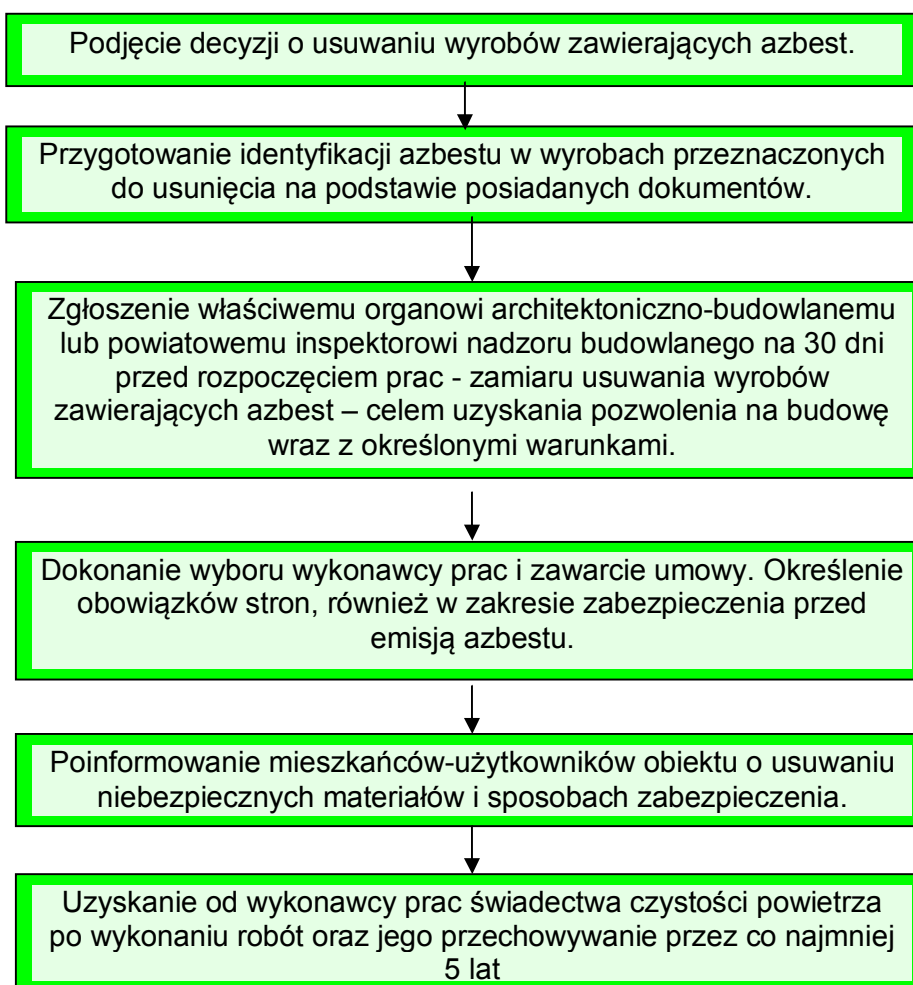 Podjęcie decyzji o usuwaniu wyrobów zawierających azbest.
Przygotowanie identyfikacji azbestu w wyrobach przeznaczonych
do usunięcia na podstawie posiadanych dokumentów.
Zgłoszenie właściwemu organowi architektoniczno-budowlanemu
lub powiatowemu inspektorowi nadzoru budowlanego na 30 dni
przed rozpoczęciem prac - zamiaru usuwania wyrobów
zawierających azbest – celem uzyskania pozwolenia na budowę
wraz z określonymi warunkami.
Dokonanie wyboru wykonawcy prac i zawarcie umowy. Określenie
obowiązków stron, również w zakresie zabezpieczenia przed
emisją azbestu.
Poinformowanie mieszkańców-użytkowników obiektu o usuwaniu
niebezpiecznych materiałów i sposobach zabezpieczenia.
Uzyskanie od wykonawcy prac świadectwa czystości powietrza
po wykonaniu robót oraz jego przechowywanie przez co najmniej
5 lat